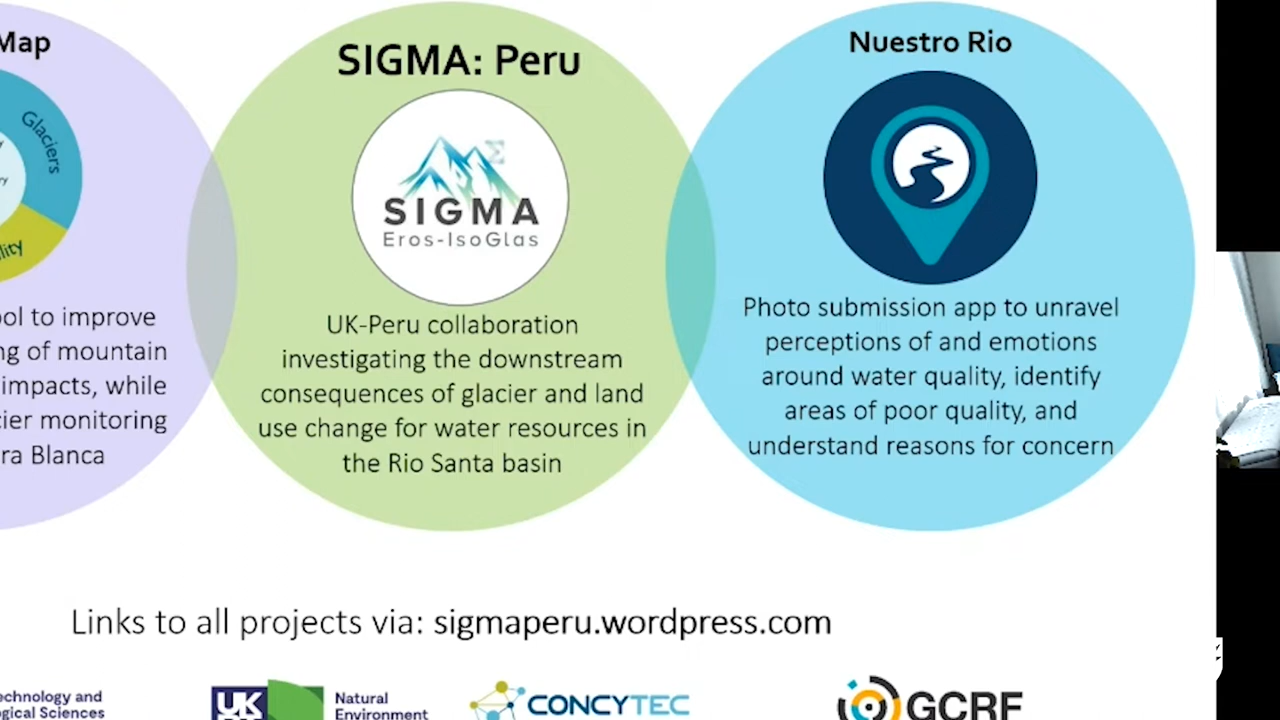 Map
Glaciers
ool to improve
ng of mountain
impacts, while
cier monitoring
ra Blanca
SIGMA: Peru
SIGMA
Eros-IsoGlas
UK-Peru collaboration
investigating the downstream
consequences of glacier and land
use change for water resources in
the Rio Santa basin
Nuestro Rio
Photo submission app to unravel
perceptions of and emotions
around water quality, identify
areas of poor quality, and
understand reasons for concern
Links to all projects via: sigmaperu.wordpress.com
echnology and
gical Sciences
UK
Natural
Environment
CONCYTEC
GCRF